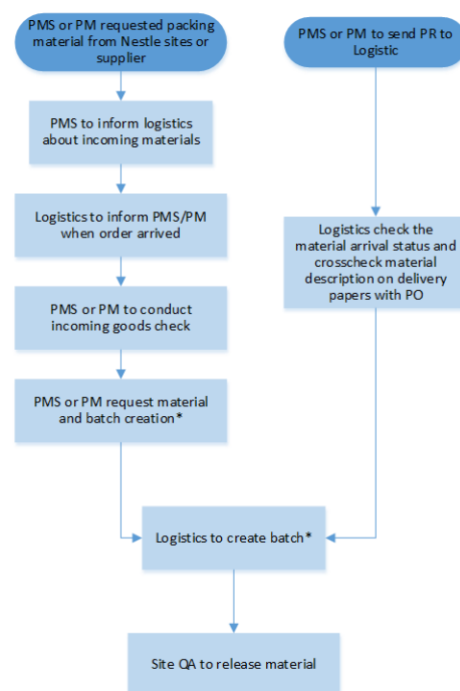 PMS or PM requested packing
material from Nestle sites or
supplier
PMS or PM to send PR to
Logistic
PMS to inform logistics
about incoming materials
Logistics to inform PMS/PM
when order arrived
Logistics check the
material arrival status and
crosscheck material
description on delivery
papers with PO
PMS or PM to conduct
incoming goods check
PMS or PM request material
and batch creation*
Logistics to create batch*
Site QA to release material